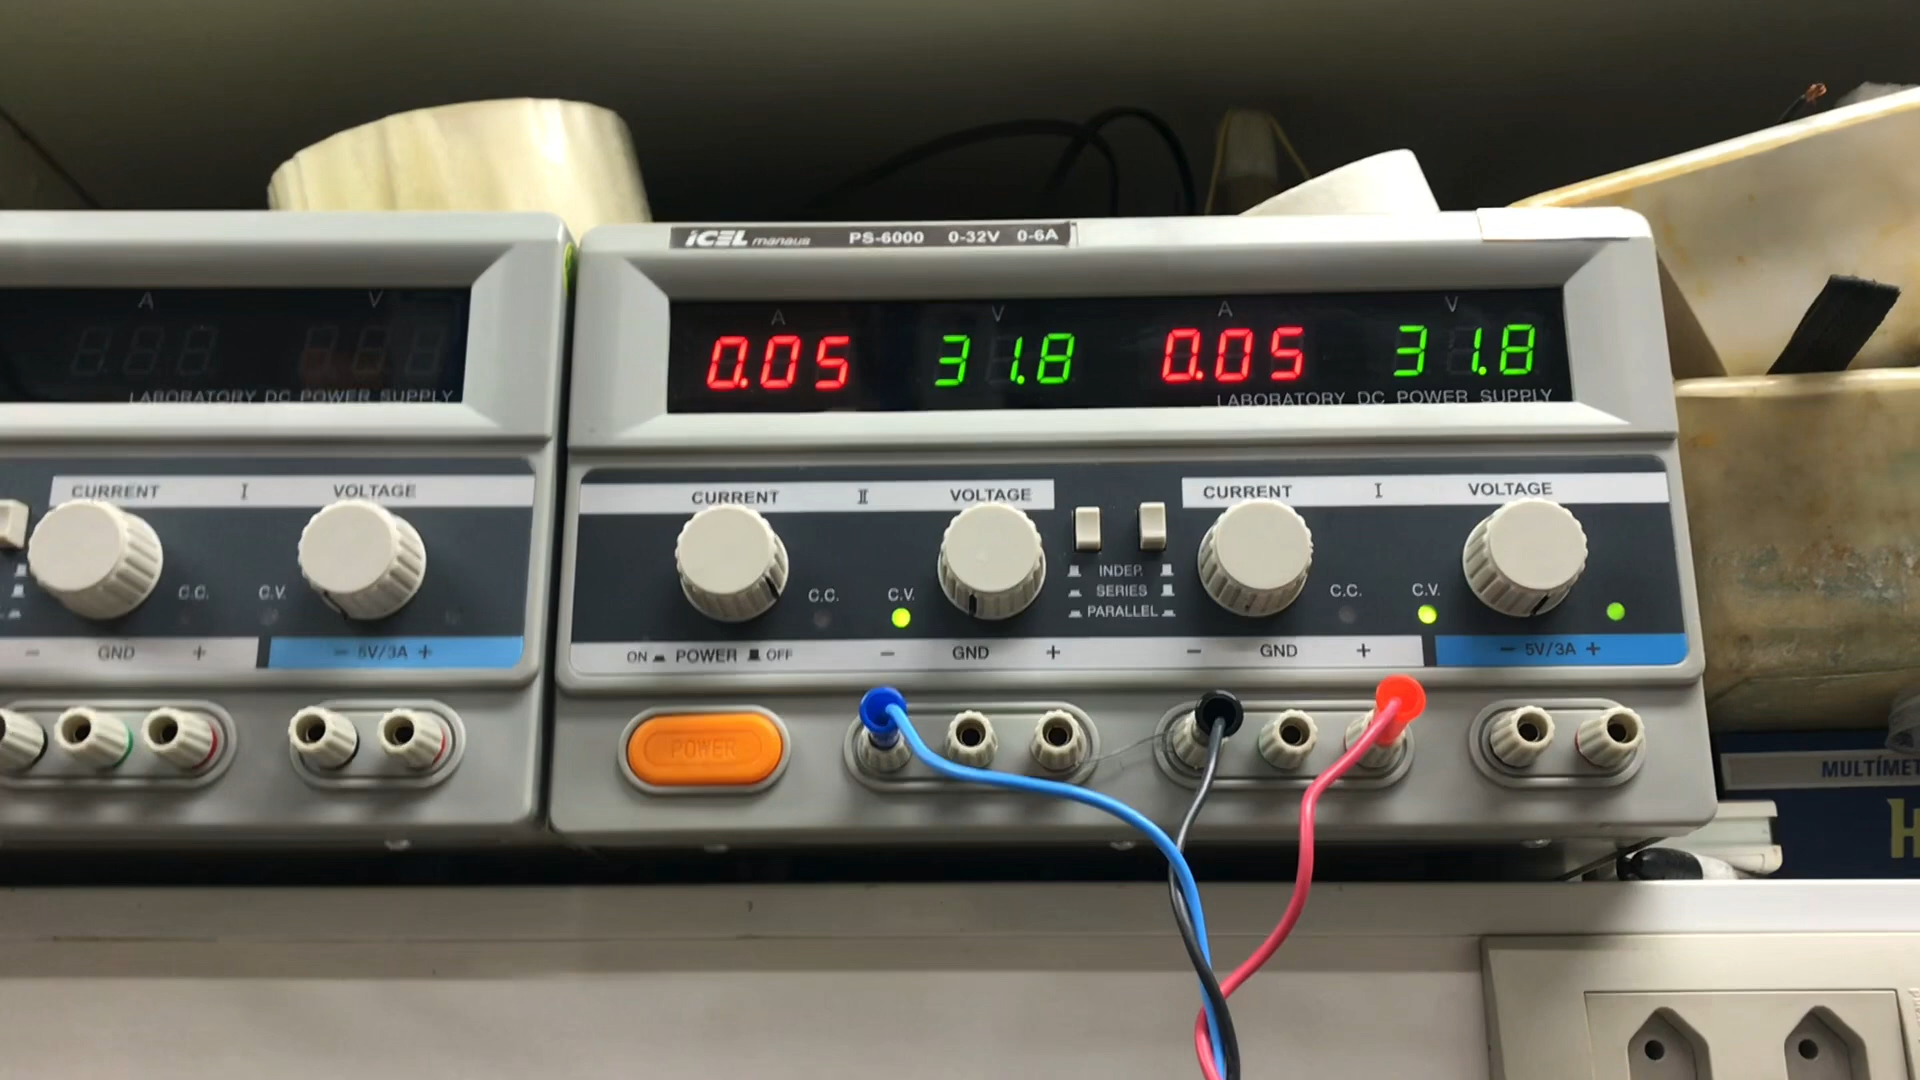 iCEL manaus PS-6000 0-32V 0-6A
A V
A V A V
0.05 31.8 0.05 31.8
LABORATORY DC POWER SUPPLY
LABORATORY DC POWER SUPPLY
CURRENT I VOLTAGE
CURRENT II VOLTAGE
CURRENT I VOLTAGE
C.C. C.V.
C.C. C.V.
C.C. C.V.
INDEP.
SERIES
PARALLEL
- GND +
- 5V/3A +
ON POWER OFF
- GND +
- GND +
- 5V/3A +
POWER
MULTÍMET
H